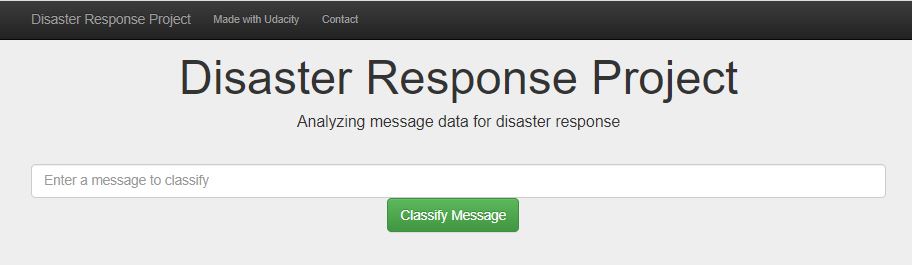 Disaster Response Project Made with Udacity Contact
Disaster Response Project
Analyzing message data for disaster response
Enter a message to classify
Classify Message